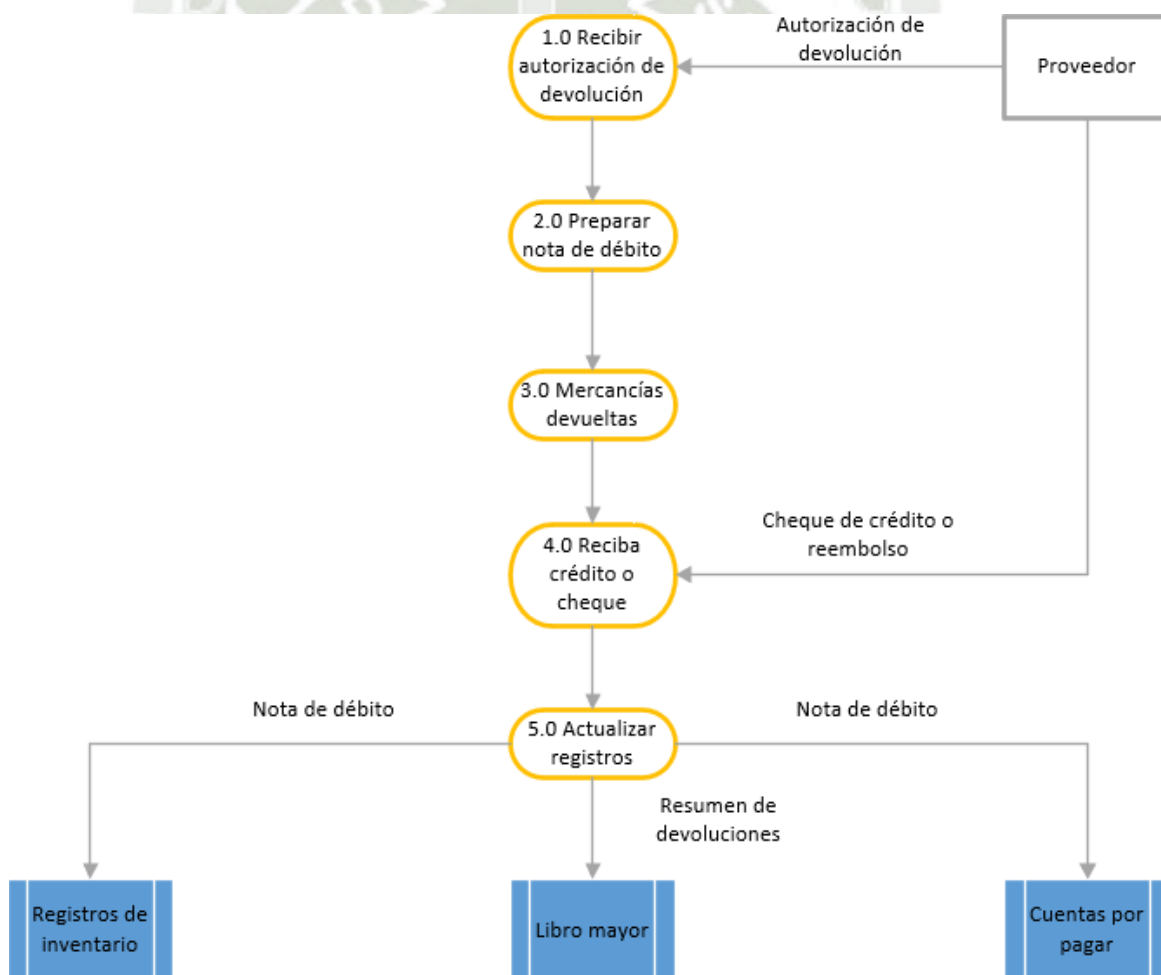 1.0 Recibir
autorización de
devolución
Autorización de
devolución
Proveedor
2.0 Preparar
nota de débito
3.0 Mercancías
devueltas
Cheque de crédito o
reembolso
4.0 Reciba
crédito o
cheque
Nota de débito
Nota de débito
5.0 Actualizar
registros
Resumen de
devoluciones
Registros de
inventario
Libro mayor
Cuentas por
pagar